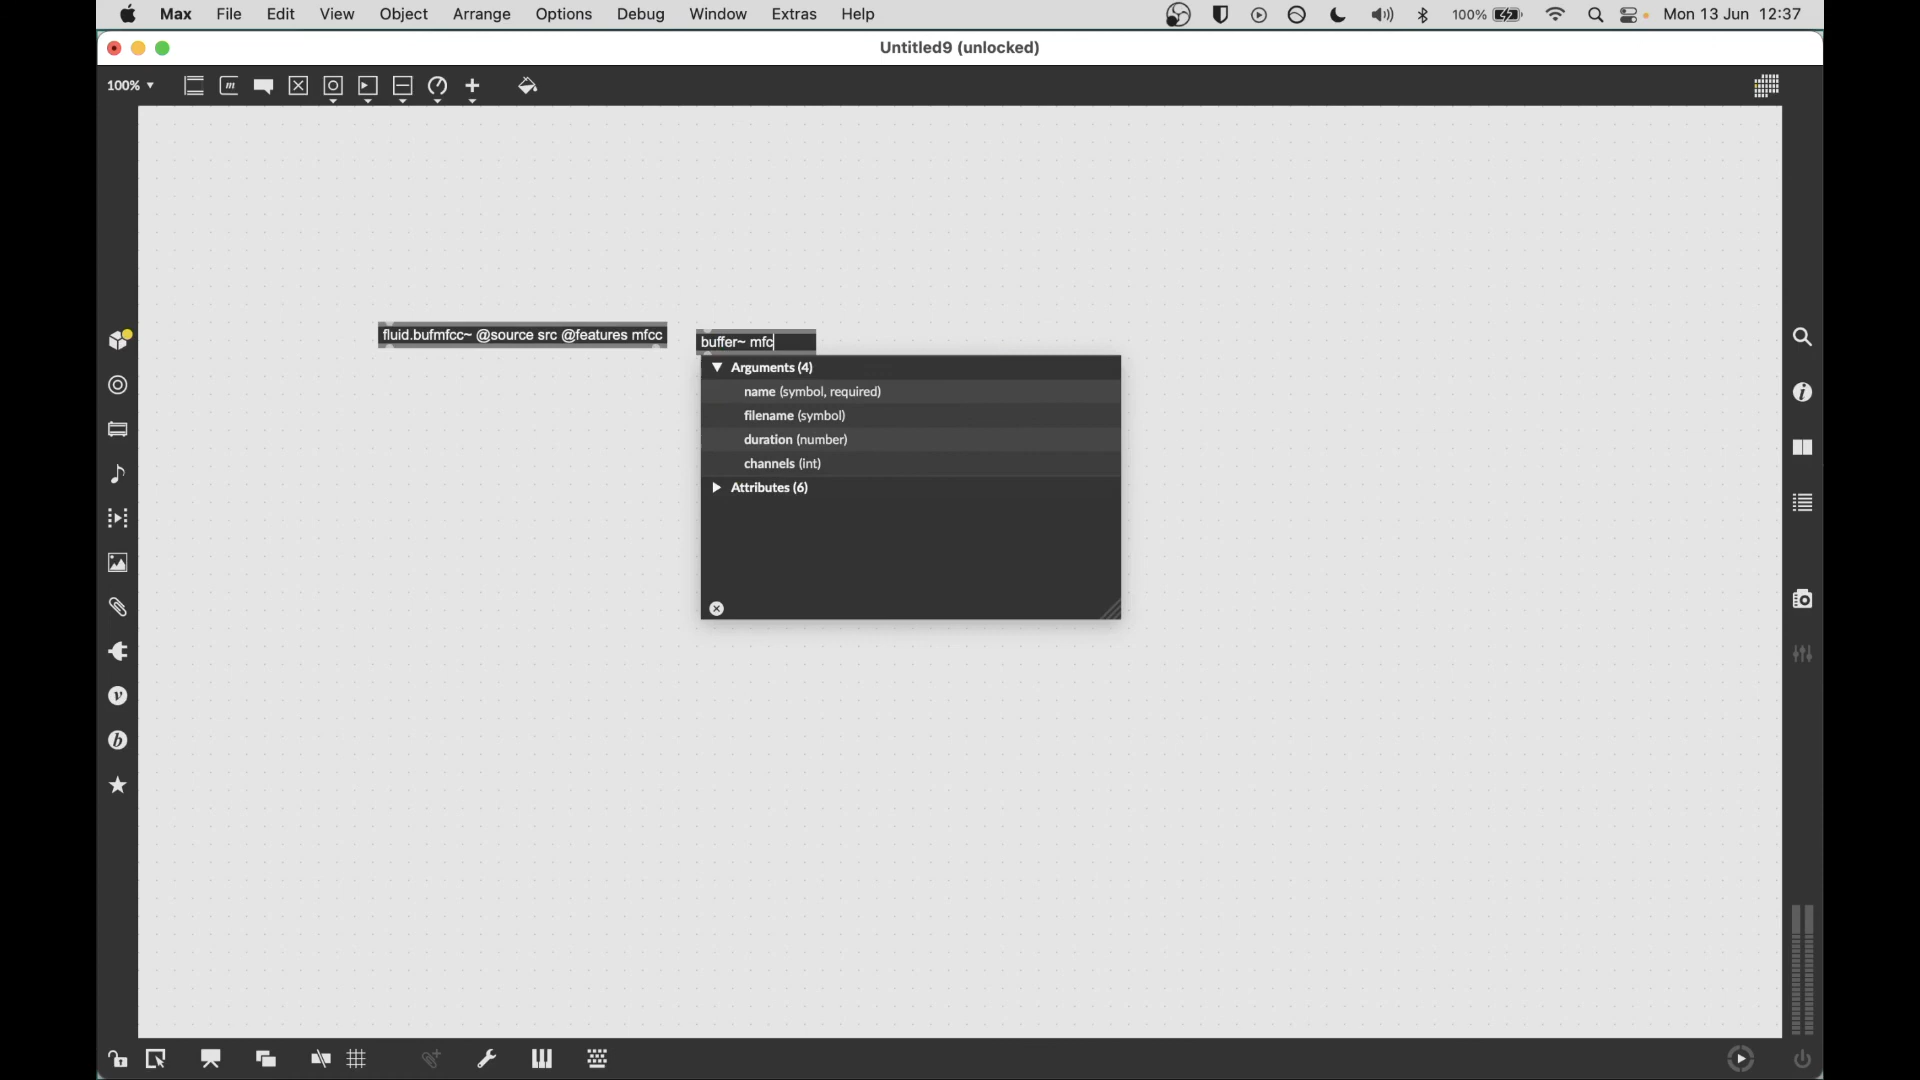 Max File Edit View Object Arrange Options Debug Window Extras Help 100% Mon 13 Jun 12:37
Untitled9 (unlocked)
100%
fluid.bufmfcc~ @source src @features mfcc
buffer~ mfc
Arguments (4)
name (symbol, required)
filename (symbol)
duration (number)
channels (int)
Attributes (6)